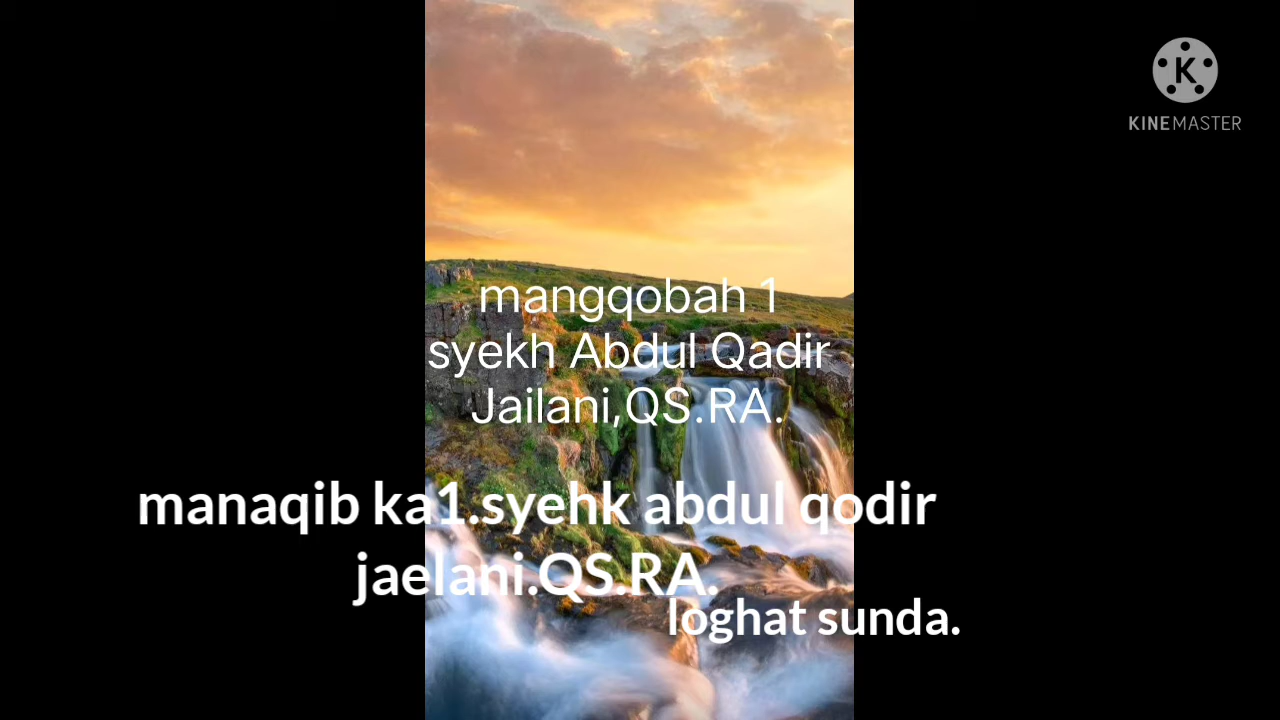 KINEMASTER
mangqobah 1
syekh Abdul Qadir
Jailani,QS.RA.
manaqib ka1.syehk abdul qodir
jaelani.QS.RA.
loghat sunda.